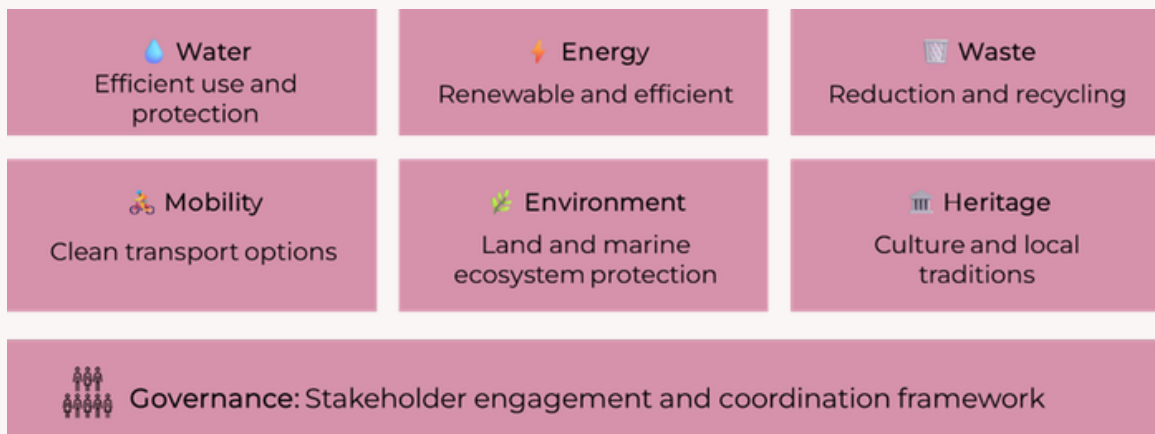 Water
Efficient use and
protection
Energy
Renewable and efficient
Waste
Reduction and recycling
Mobility
Clean transport options
Environment
Land and marine
ecosystem protection
Heritage
Culture and local
traditions
Governance: Stakeholder engagement and coordination framework